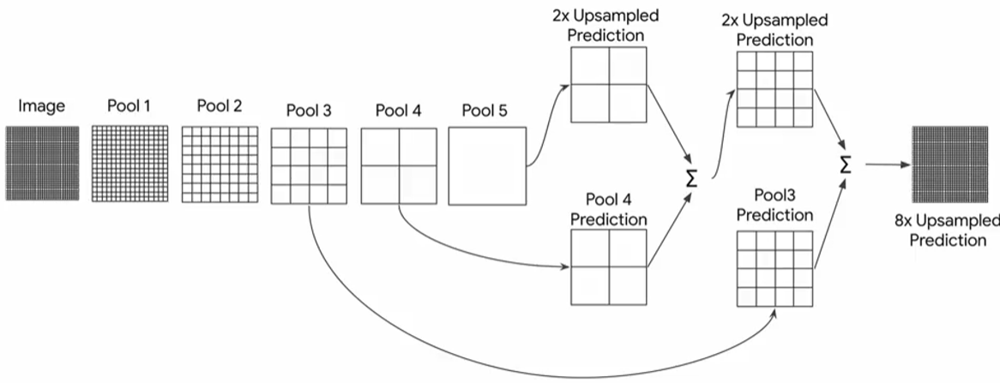 Image
Pool 1
Pool 2
Pool 3
Pool 4
Pool 5
2x Upsampled
Prediction
2x Upsampled
Prediction
Σ
Σ
Pool 4
Prediction
Pool3
Prediction
8x Upsampled
Prediction